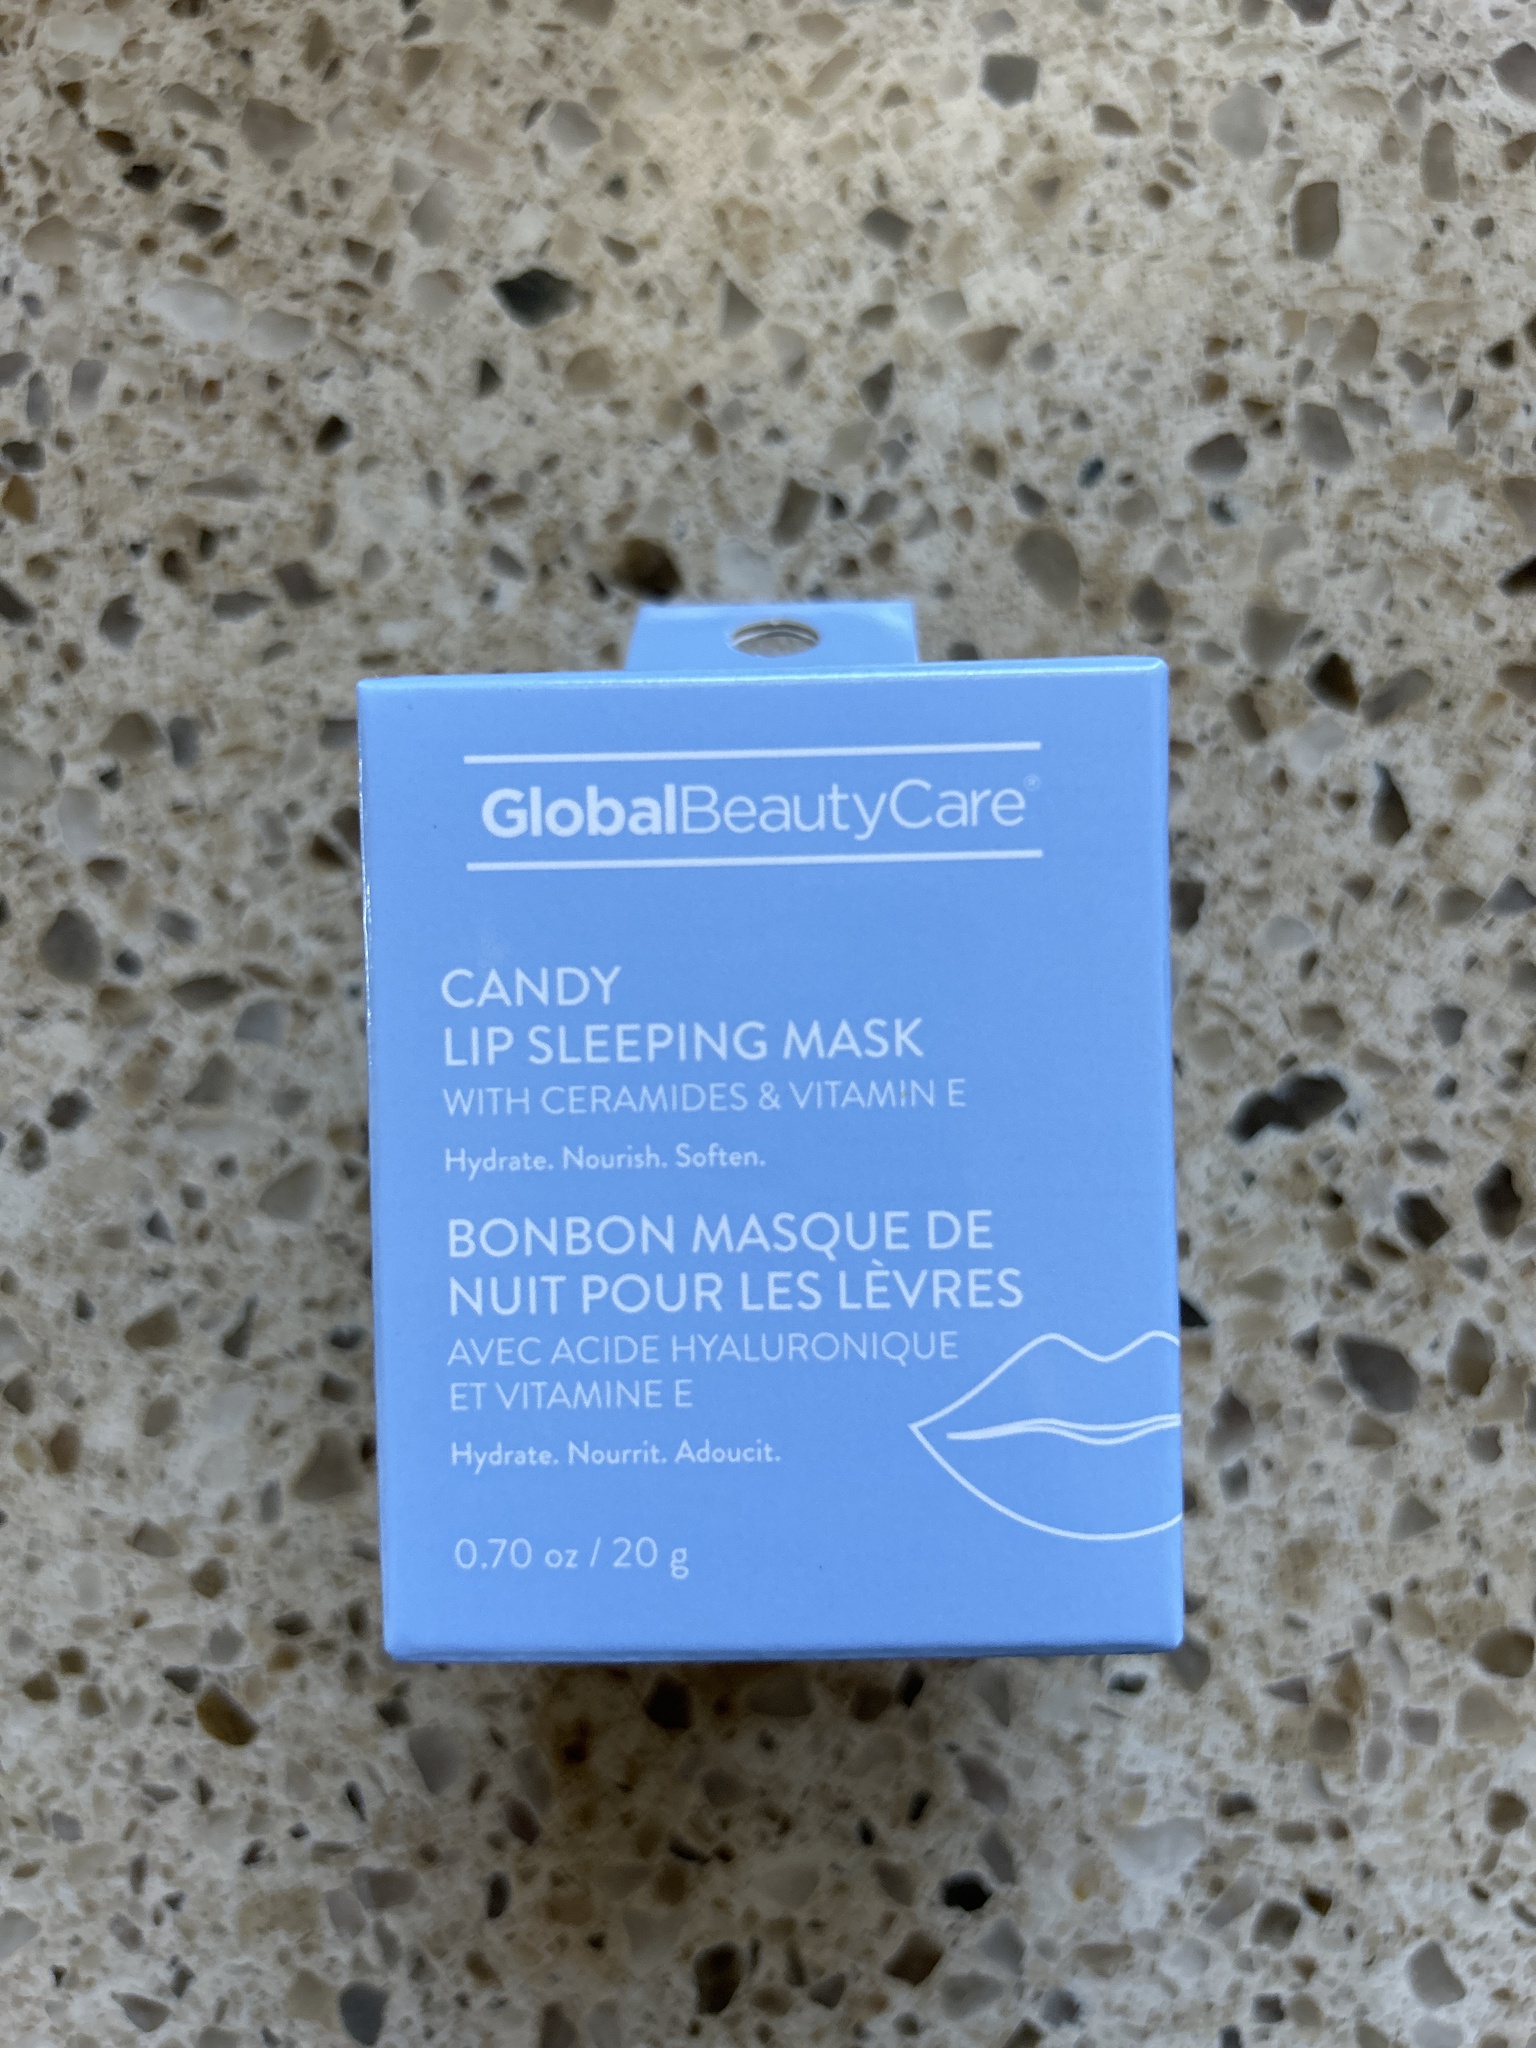 GlobalBeautyCare®
CANDY
LIP SLEEPING MASK
WITH CERAMIDES & VITAMIN E
Hydrate. Nourish. Soften.
BONBON MASQUE DE
NUIT POUR LES LÈVRES
AVEC ACIDE HYALURONIQUE
ET VITAMINE E
Hydrate. Nourrit. Adoucit.
0.70 oz / 20 g